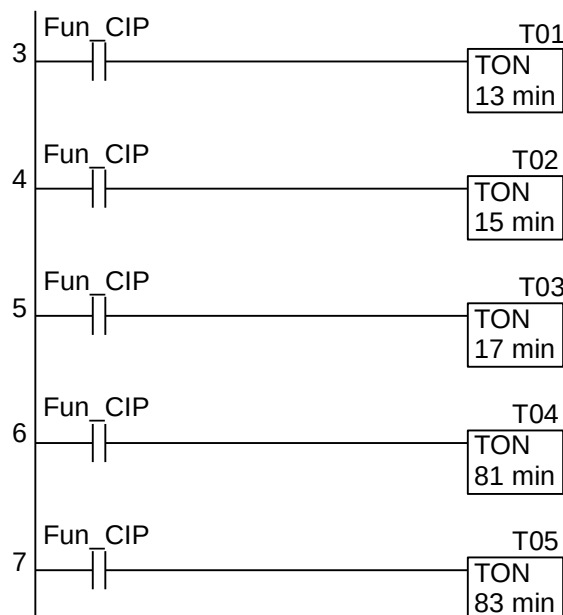 Fun_CIP
T01
3
TON
13 min
Fun_CIP
T02
4
TON
15 min
Fun_CIP
T03
5
TON
17 min
Fun_CIP
T04
6
TON
81 min
Fun_CIP
T05
7
TON
83 min